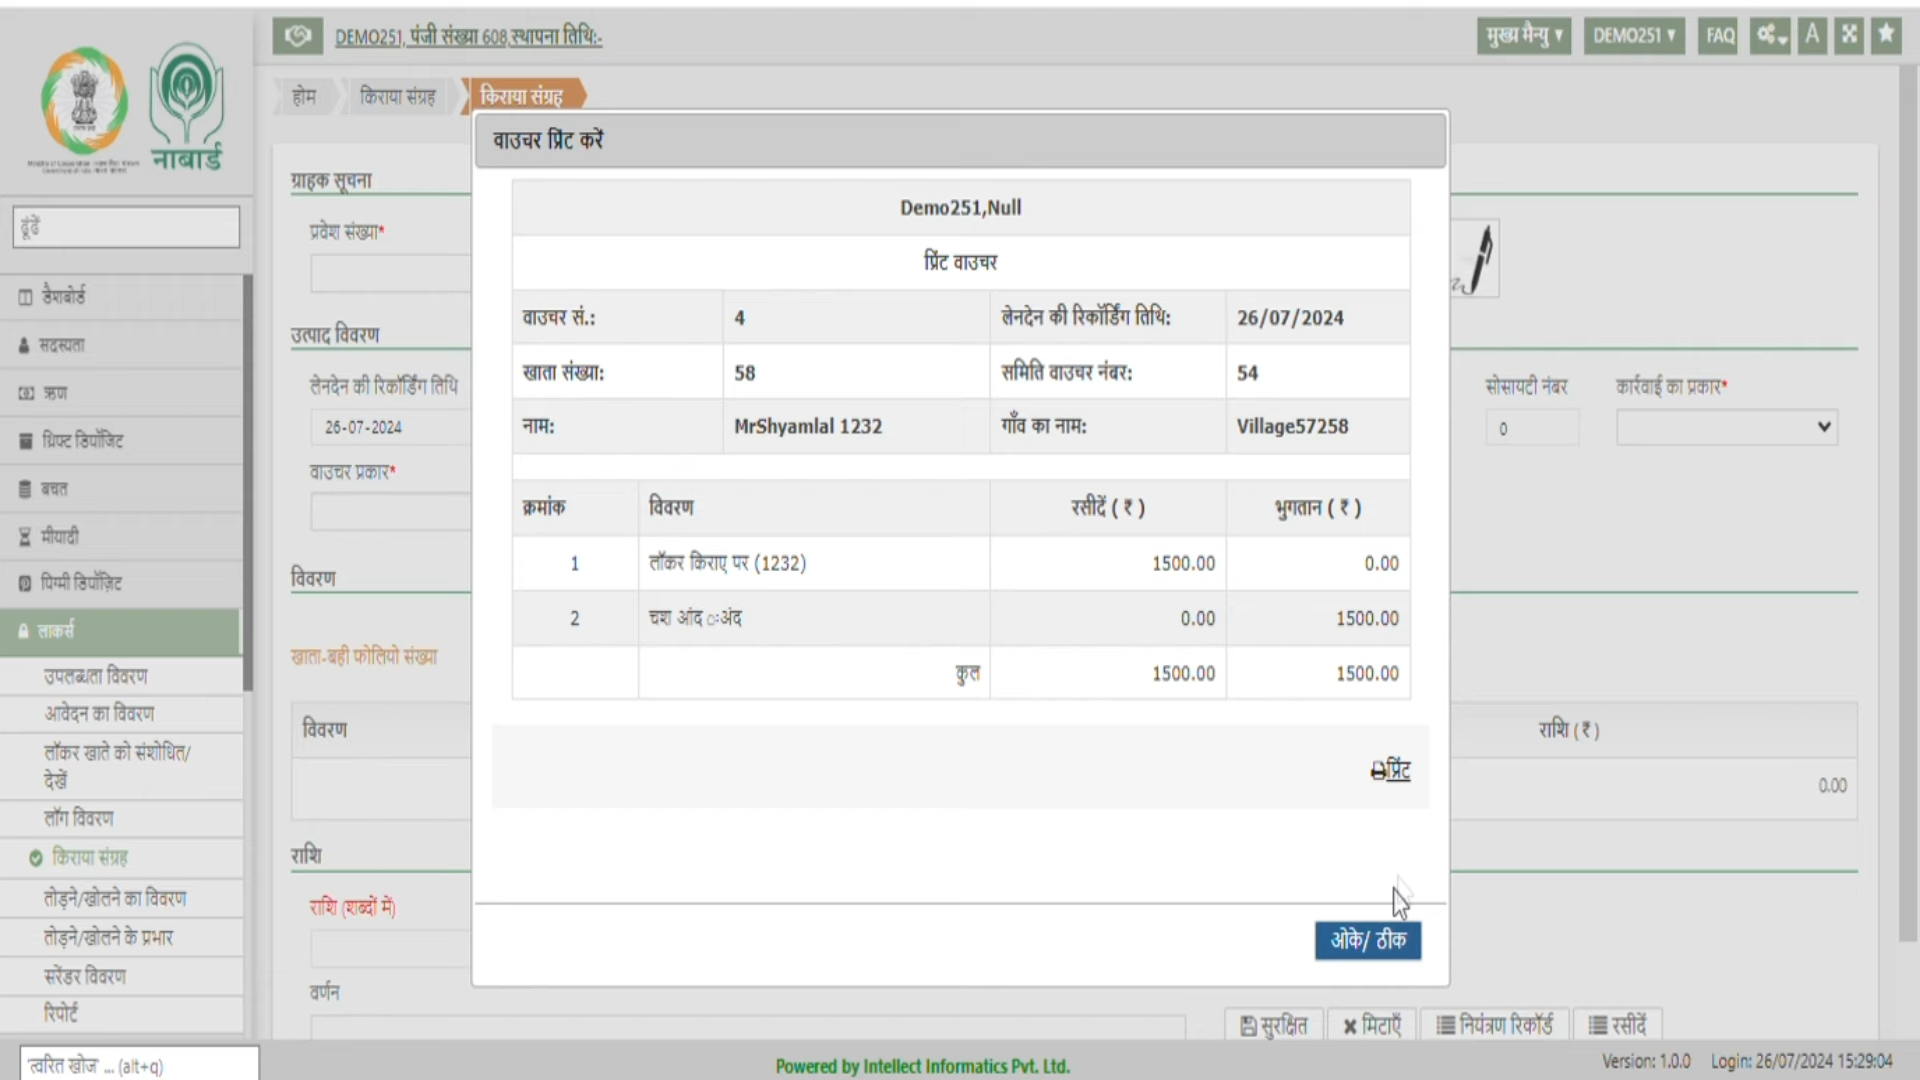 DEMO251, पंजी संख्या 608,स्थापना तिथि:-
मुख्य मैन्यु ▾
DEMO251 ▾
FAQ
A
होम
किराया संग्रह
किराया संग्रह
नाबार्ड
ढूंढें
डैशबोर्ड
सदस्यता
ऋण
थ्रिफ्ट डिपॉजिट
बचत
मीयादी
पिग्मी डिपॉज़िट
लाकर्स
उपलब्धता विवरण
आवेदन का विवरण
लॉकर खाते को संशोधित/
देखें
लॉग विवरण
किराया संग्रह
तोड़ने/खोलने का विवरण
तोड़ने/खोलने के प्रभार
सरेंडर विवरण
रिपोर्ट
त्वरित खोज' ... (alt+q)
ग्राहक सूचना
प्रवेश संख्या*
उत्पाद विवरण
लेनदेन की रिकॉर्डिंग तिथि
26-07-2024
वाउचर प्रकार*
सोसायटी नंबर
0
कार्रवाई का प्रकार*
विवरण
खाता-बही फोलियो संख्या
विवरण
राशि ( ₹ )
0.00
राशि
राशि (शब्दों में)
वर्णन
वाउचर प्रिंट करें
Demo251,Null
प्रिंट वाउचर
वाउचर सं.: 4 लेनदेन की रिकॉर्डिंग तिथि: 26/07/2024
खाता संख्या: 58 समिति वाउचर नंबर: 54
नाम: MrShyamlal 1232 गाँव का नाम: Village57258
क्रमांक विवरण रसीदें ( ₹ ) भुगतान ( ₹ )
1 लॉकर किराए पर (1232) 1500.00 0.00
2 चश आंद ःअंद 0.00 1500.00
कुल 1500.00 1500.00
प्रिंट
ओके/ ठीक
सुरक्षित
मिटाएँ
नियंत्रण रिकॉर्ड
रसीदें
Powered by Intellect Informatics Pvt. Ltd.
Version: 1.0.0 Login: 26/07/2024 15:29:04